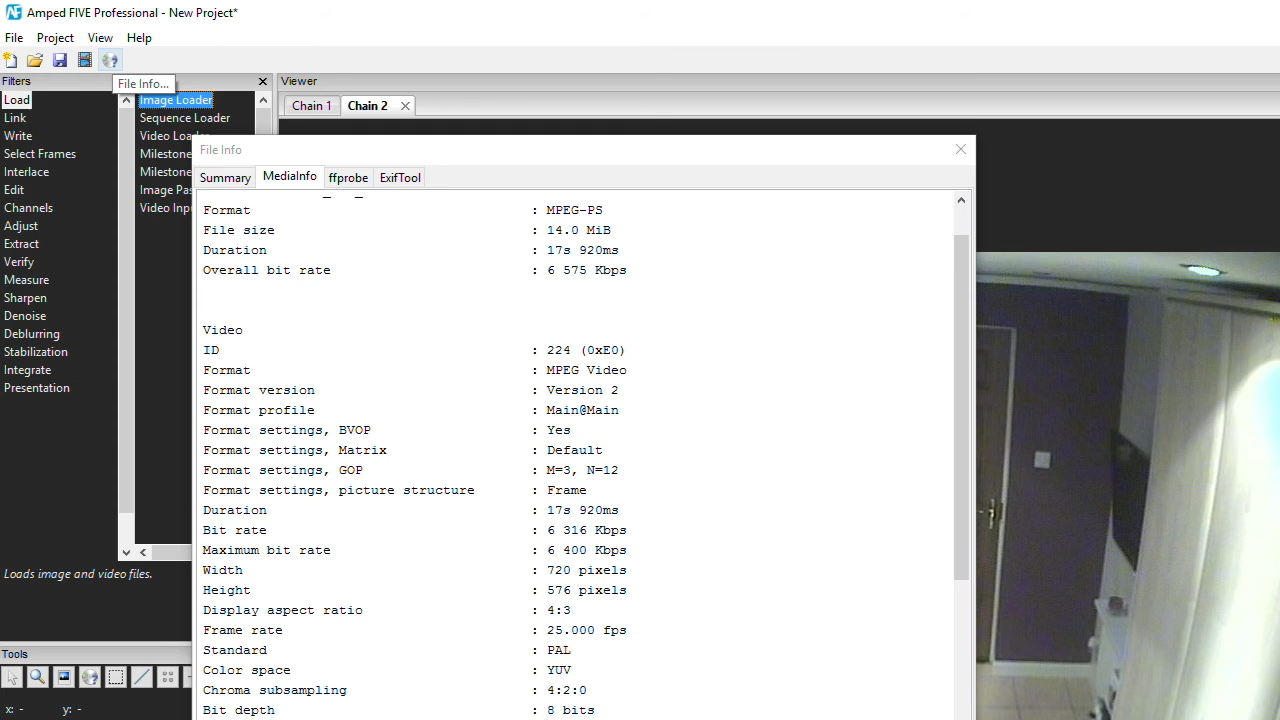 Amped FIVE Professional - New Project*
File Project View Help
Filters
File Info...
Viewer
Load
Link
Write
Select Frames
Interlace
Edit
Channels
Adjust
Extract
Verify
Measure
Sharpen
Denoise
Deblurring
Stabilization
Integrate
Presentation
Image Loader
Sequence Loader
Video
Milestone
Milestone
Image
Video
Chain 1 Chain 2
File Info
Summary MediaInfo ffprobe ExifTool
Format : MPEG-PS
File size : 14.0 MiB
Duration : 17s 920ms
Overall bit rate : 6 575 Kbps
Video
ID : 224 (0xE0)
Format : MPEG Video
Format version : Version 2
Format profile : Main@Main
Format settings, BVOP : Yes
Format settings, Matrix : Default
Format settings, GOP : M=3, N=12
Format settings, picture structure : Frame
Duration : 17s 920ms
Bit rate : 6 316 Kbps
Maximum bit rate : 6 400 Kbps
Width : 720 pixels
Height : 576 pixels
Display aspect ratio : 4:3
Frame rate : 25.000 fps
Standard : PAL
Color space : YUV
Chroma subsampling : 4:2:0
Bit depth : 8 bits
Loads image and video files.
Tools
x: - y: -